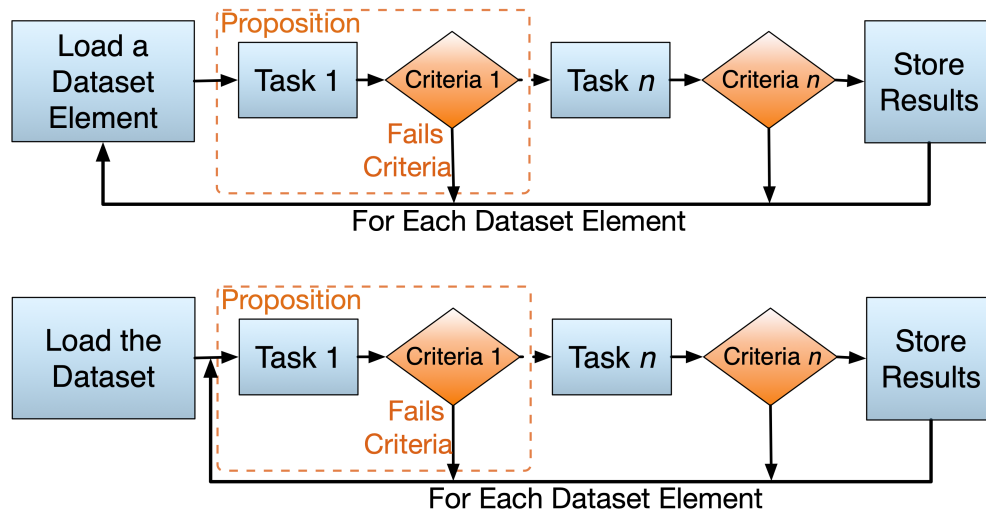 Proposition
Load a
Dataset
Element
Task 1
Criteria 1
Task n
Criteria n
Store
Results
Fails
Criteria
For Each Dataset Element
Proposition
Load the
Dataset
Task 1
Criteria 1
Task n
Criteria n
Store
Results
Fails
Criteria
For Each Dataset Element